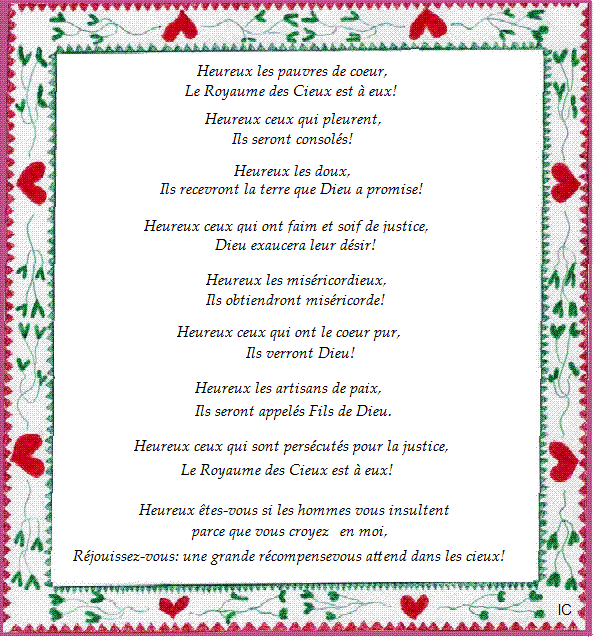 Heureux les pauvres de coeur,
Le Royaume des Cieux est à eux!
Heureux ceux qui pleurent,
Ils seront consolés!
Heureux les doux,
Ils recevront la terre que Dieu a promise!
Heureux ceux qui ont faim et soif de justice,
Dieu exaucera leur désir!
Heureux les miséricordieux,
Ils obtiendront miséricorde!
Heureux ceux qui ont le coeur pur,
Ils verront Dieu!
Heureux les artisans de paix,
Ils seront appelés Fils de Dieu.
Heureux ceux qui sont persécutés pour la justice,
Le Royaume des Cieux est à eux!
Heureux êtes-vous si les hommes vous insultent
parce que vous croyez en moi,
Réjouissez-vous: une grande récompensevous attend dans les cieux!
IC